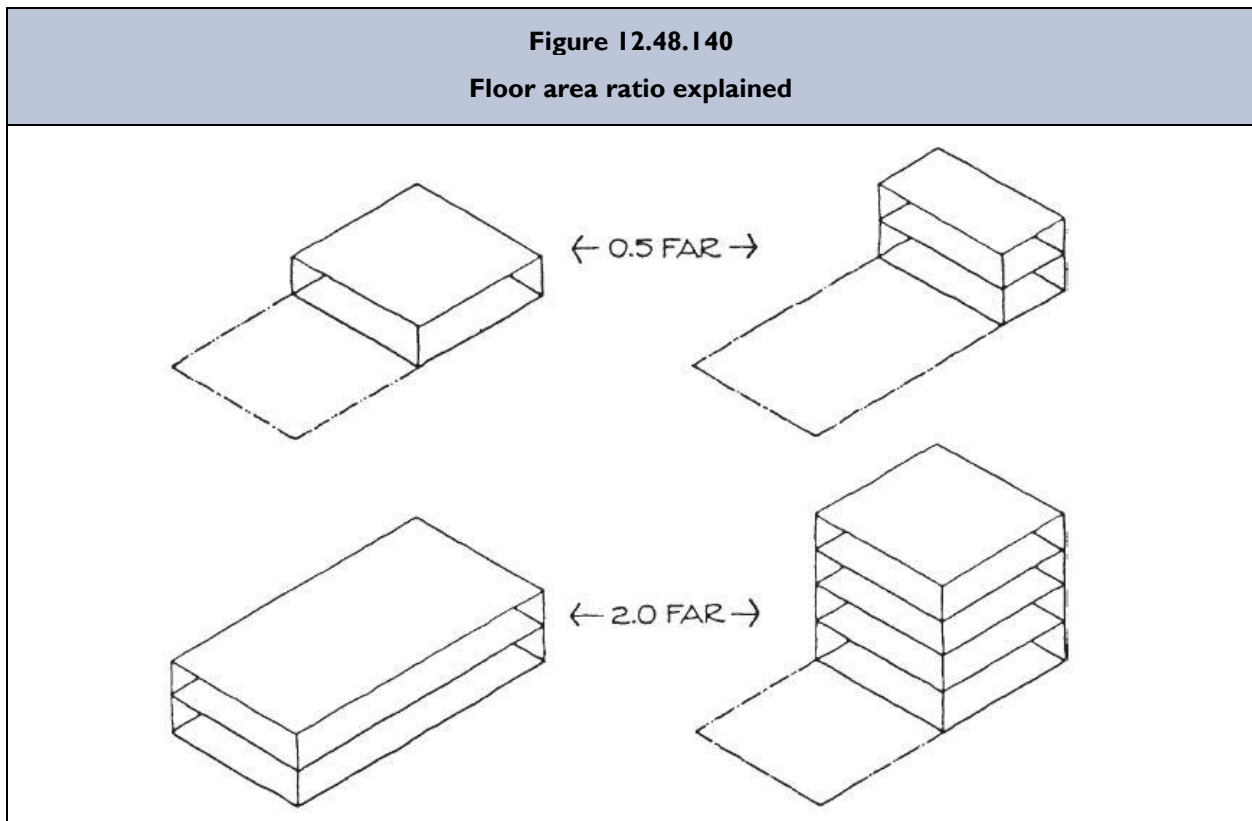 Figure 12.48.140
Floor area ratio explained
← 0.5 FAR →
← 2.0 FAR →